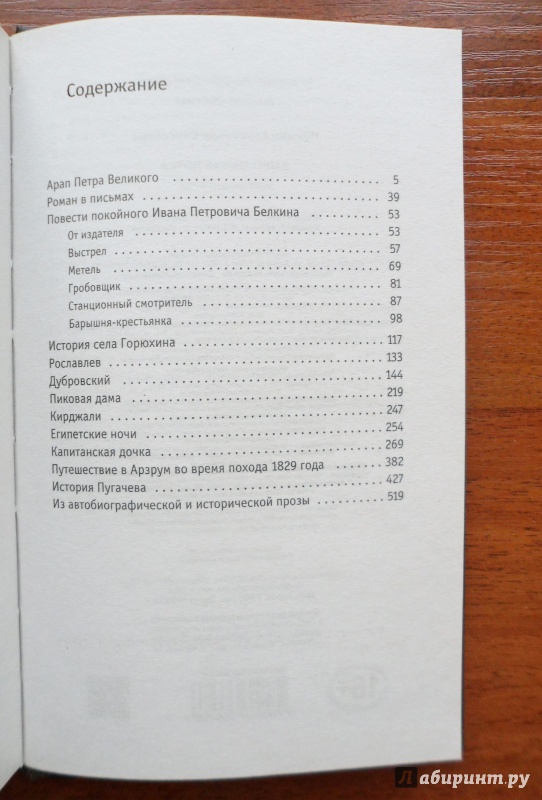 Содержание
Арап Петра Великого 5
Роман в письмах 39
Повести покойного Ивана Петровича Белкина 53
От издателя 53
Выстрел 57
Метель 69
Гробовщик 81
Станционный смотритель 87
Барышня-крестьянка 98
История села Горюхина 117
Рославлев 133
Дубровский 144
Пиковая дама 219
Кирджали 247
Египетские ночи 254
Капитанская дочка 269
Путешествие в Арзрум во время похода 1829 года 382
История Пугачева 427
Из автобиографической и исторической прозы 519
Лабиринт.ру